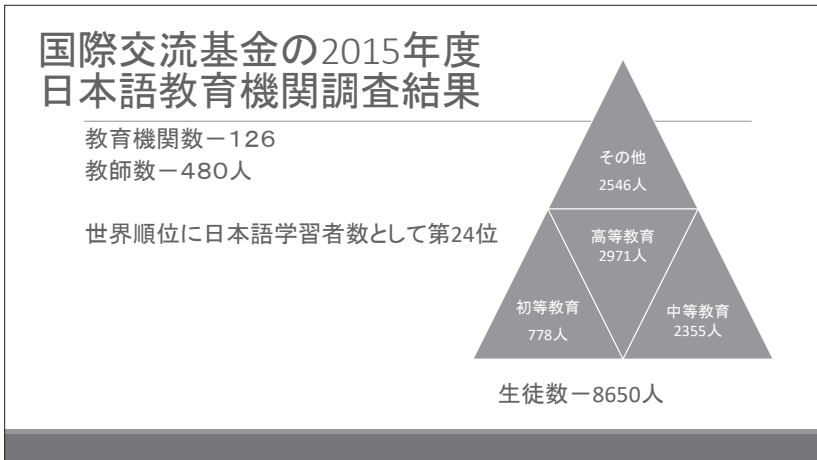 国際交流基金の2015年度
日本語教育機関調査結果
教育機関数－126
教師数－480人
世界順位に日本語学習者数として第24位
その他
2546人
高等教育
2971人
初等教育
778人
中等教育
2355人
生徒数－8650人